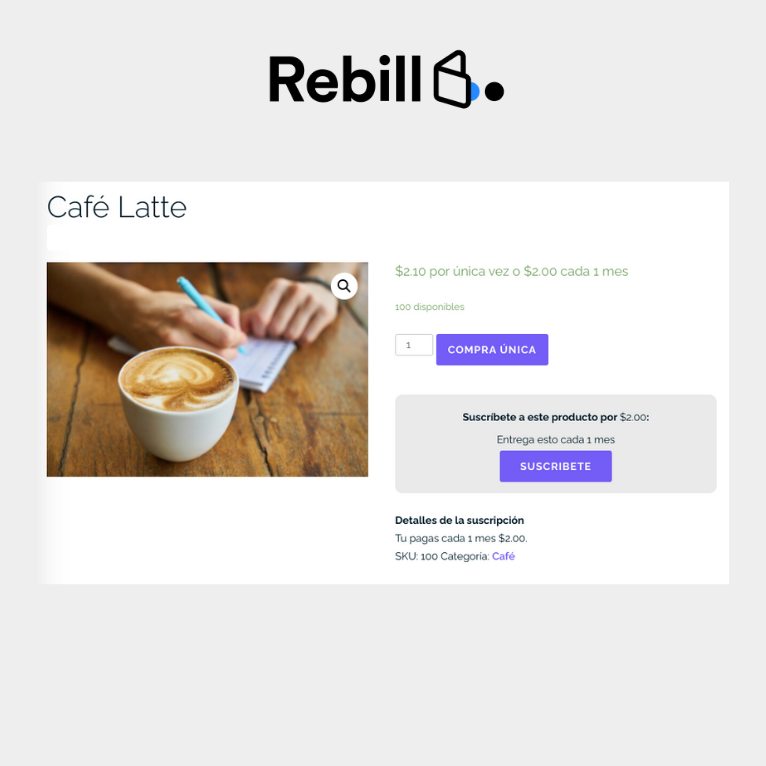 Rebill
Café Latte
$2.10 por única vez o $2.00 cada 1 mes
100 disponibles
1
COMPRA ÚNICA
Suscríbete a este producto por $2.00:
Entrega esto cada 1 mes
SUSCRIBETE
Detalles de la suscripción
Tu pagas cada 1 mes $2.00.
SKU: 100 Categoría: Café